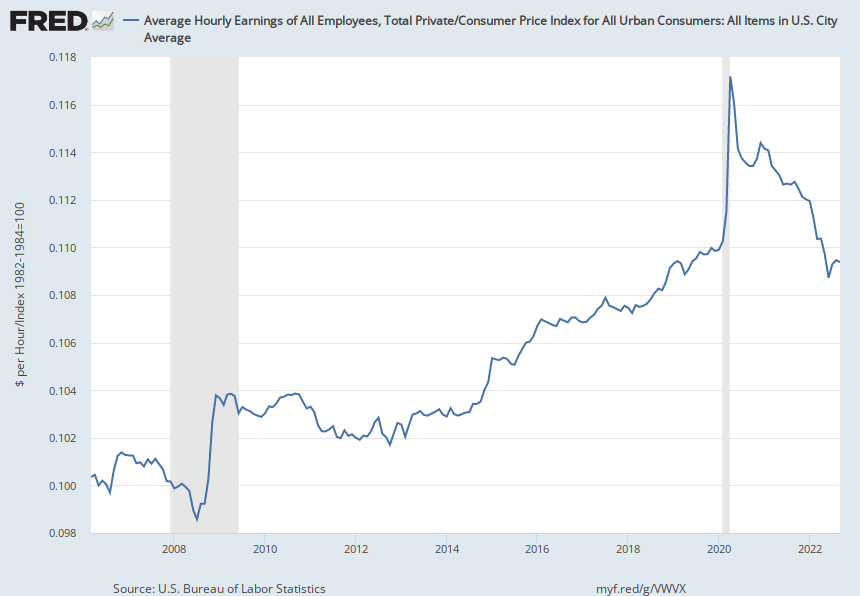 FRED
Average Hourly Earnings of All Employees, Total Private/Consumer Price Index for All Urban Consumers: All Items in U.S. City
Average
0.118
0.116
0.114
0.112
0.110
0.108
0.106
0.104
0.102
0.100
0.098
$ per Hour/Index 1982-1984=100
2008 2010 2012 2014 2016 2018 2020 2022
Source: U.S. Bureau of Labor Statistics
myf.red/g/VWVX